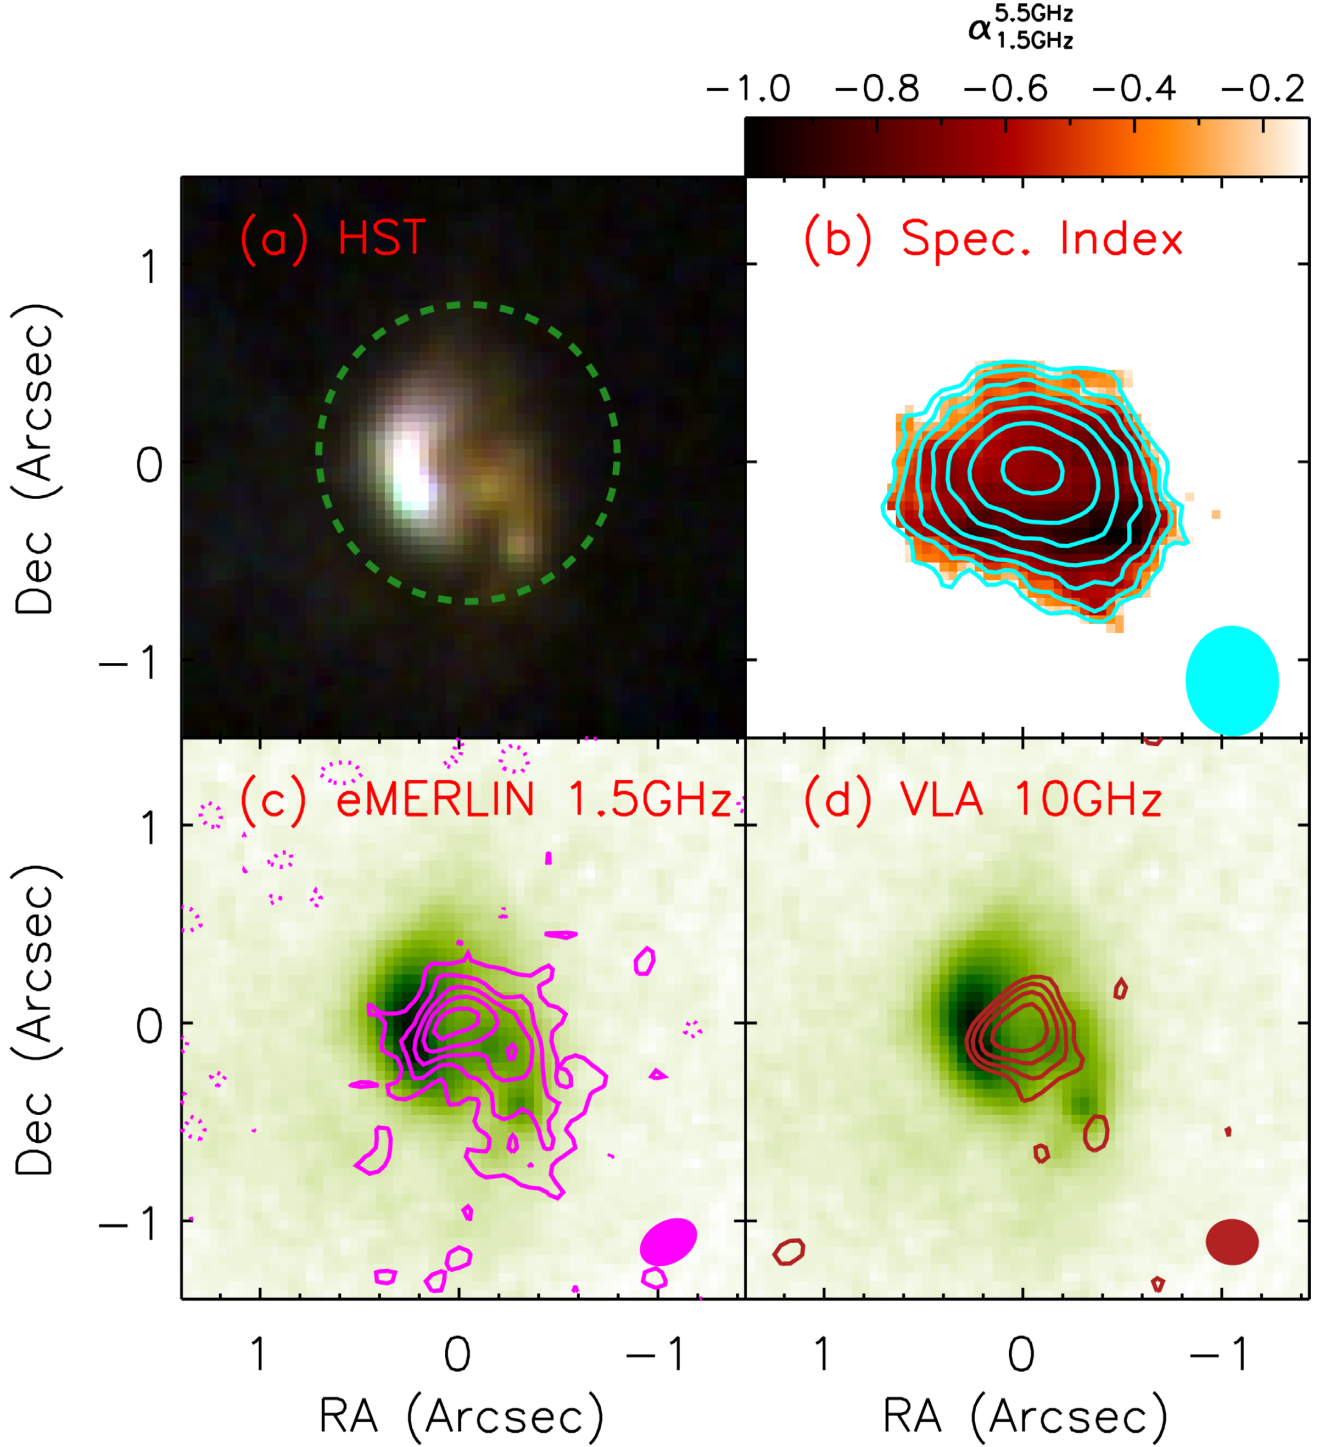 α 5.5GHz 1.5GHz
−1.0 −0.8 −0.6 −0.4 −0.2
(a) HST
(b) Spec. Index
1
0
−1
Dec (Arcsec)
(c) eMERLIN 1.5GHz
(d) VLA 10GHz
1
0
−1
Dec (Arcsec)
1 0 −1
1 0 −1
RA (Arcsec)
RA (Arcsec)